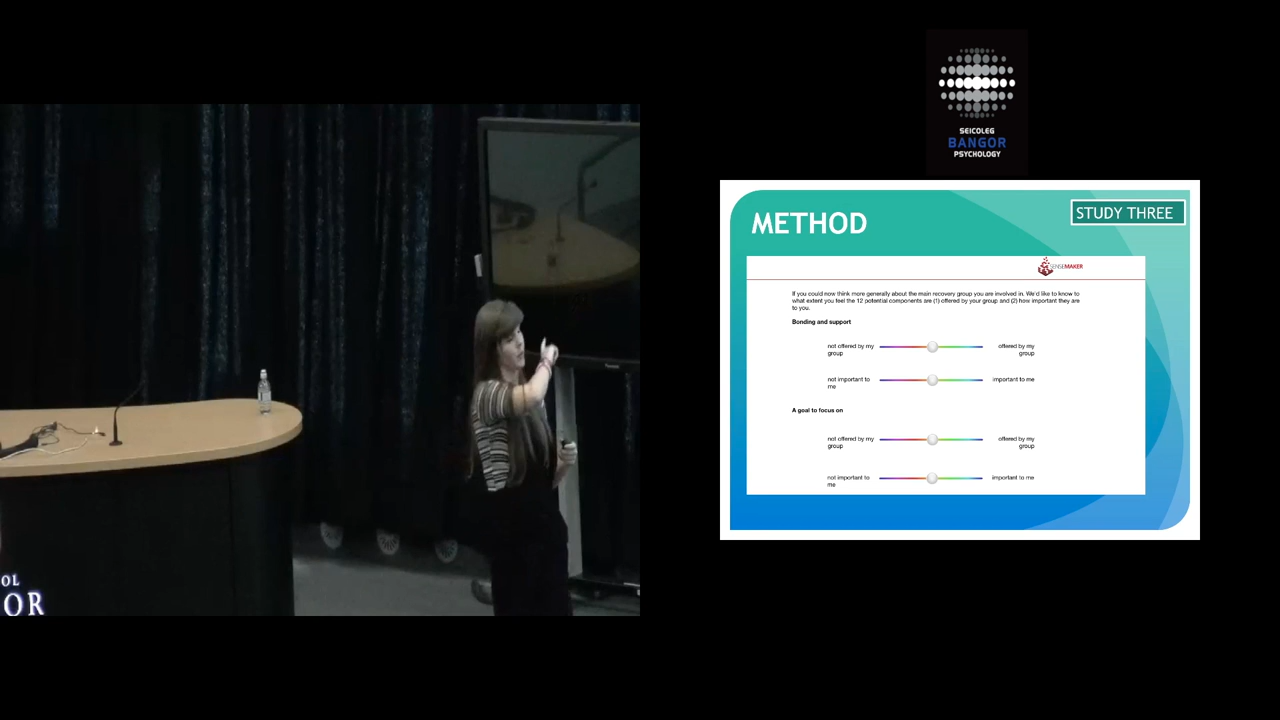 SEICOLEG
BANGOR
PSYCHOLOGY
METHOD
STUDY THREE
SENSEMAKER
If you could now think more generally about the main recovery group you are involved in. We'd like to know to
what extent you feel the 12 potential components are (1) offered by your group and (2) how important they are
to you.
Bonding and support
not offered by my
group
offered by my
group
not important to
me
important to me
A goal to focus on
not offered by my
group
offered by my
group
not important to
me
important to me
OL
OR